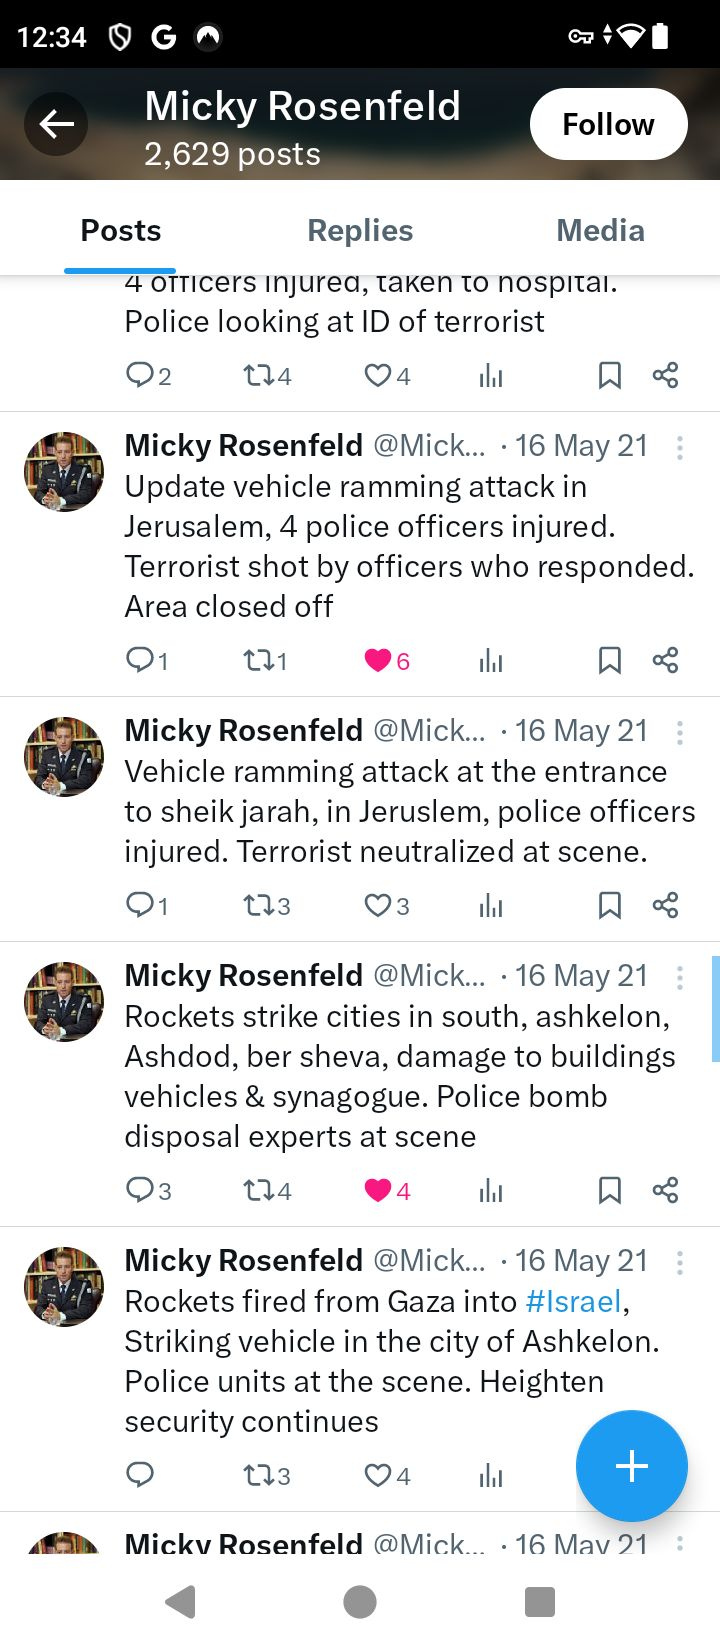 12:34
Micky Rosenfeld
2,629 posts
Follow
Posts
Replies
Media
4 officers injured, taken to hospital.
Police looking at ID of terrorist
2 4 4
Micky Rosenfeld @Mick... · 16 May 21
Update vehicle ramming attack in
Jerusalem, 4 police officers injured.
Terrorist shot by officers who responded.
Area closed off
1 1 6
Micky Rosenfeld @Mick... · 16 May 21
Vehicle ramming attack at the entrance
to sheik jarah, in Jeruslem, police officers
injured. Terrorist neutralized at scene.
1 3 3
Micky Rosenfeld @Mick... · 16 May 21
Rockets strike cities in south, ashkelon,
Ashdod, ber sheva, damage to buildings
vehicles & synagogue. Police bomb
disposal experts at scene
3 4 4
Micky Rosenfeld @Mick... · 16 May 21
Rockets fired from Gaza into #Israel,
Striking vehicle in the city of Ashkelon.
Police units at the scene. Heighten
security continues
3 4
Micky Rosenfeld @Mick... · 16 May 21